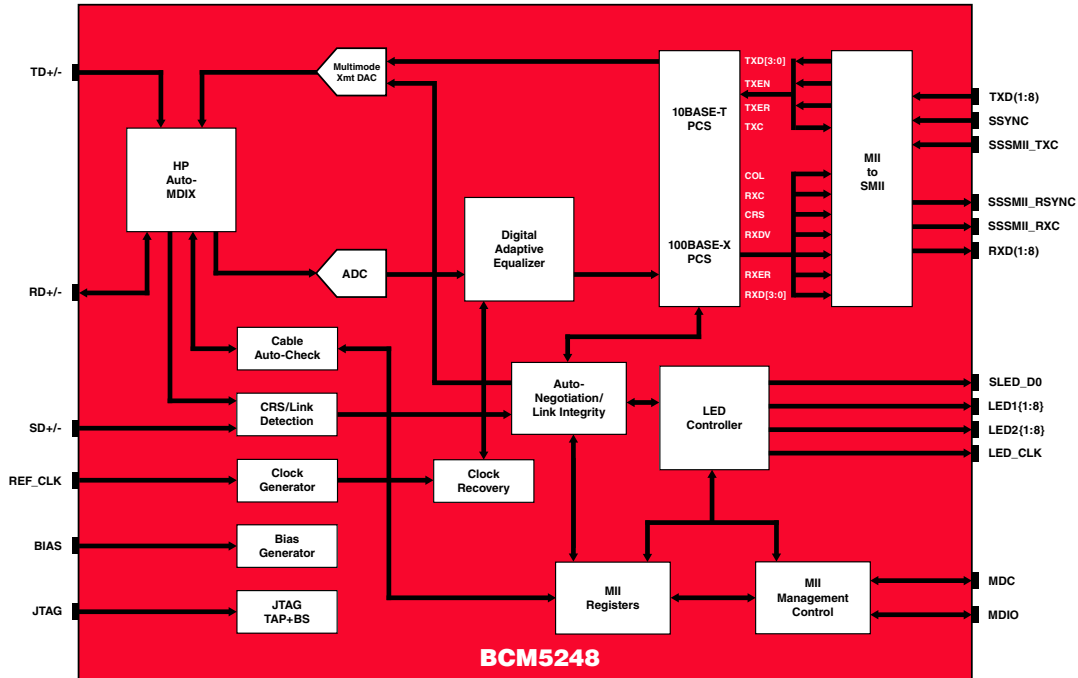 TD+/-
RD+/-
SD+/-
REF_CLK
BIAS
JTAG
HP
Auto-
MDIX
Multimode
Xmt DAC
ADC
Cable
Auto-Check
CRS/Link
Detection
Clock
Generator
Bias
Generator
JTAG
TAP+BS
Digital
Adaptive
Equalizer
Clock
Recovery
Auto-
Negotiation/
Link Integrity
10BASE-T
PCS
100BASE-X
PCS
TXD[3:0]
TXEN
TXER
TXC
COL
RXC
CRS
RXDV
RXER
RXD[3:0]
MII
to
SMII
LED
Controller
MII
Registers
MII
Management
Control
TXD(1:8)
SSYNC
SSSMII_TXC
SSSMII_RSYNC
SSSMII_RXC
RXD(1:8)
SLED_D0
LED1{1:8}
LED2{1:8}
LED_CLK
MDC
MDIO
BCM5248